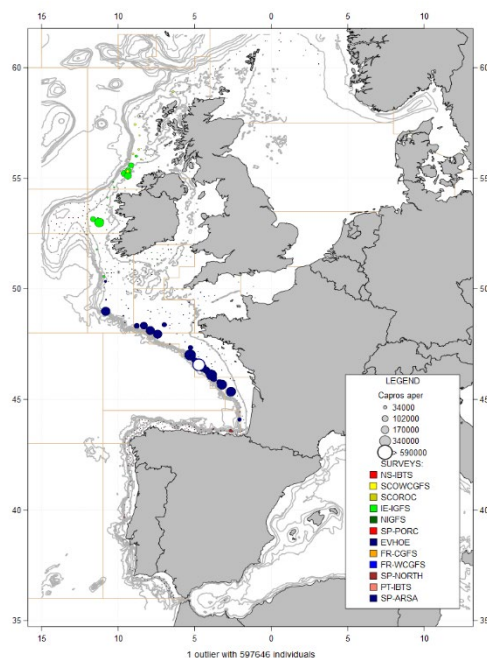 15 10 5 0 5 10
60 60
55 55
50 50
45 45
40 40
35 35
LEGEND
Capros aper
34000
102000
170000
340000
> 590000
SURVEYS:
NS-IBTS
SCOWCGFS
SCOROC
IE-IGFS
NIGFS
SP-PORC
EVHOE
FR-CGFS
FR-WCGFS
SP-NORTH
PT-IBTS
SP-ARSA
15 10 5 0 5 10
1 outlier with 597646 individuals